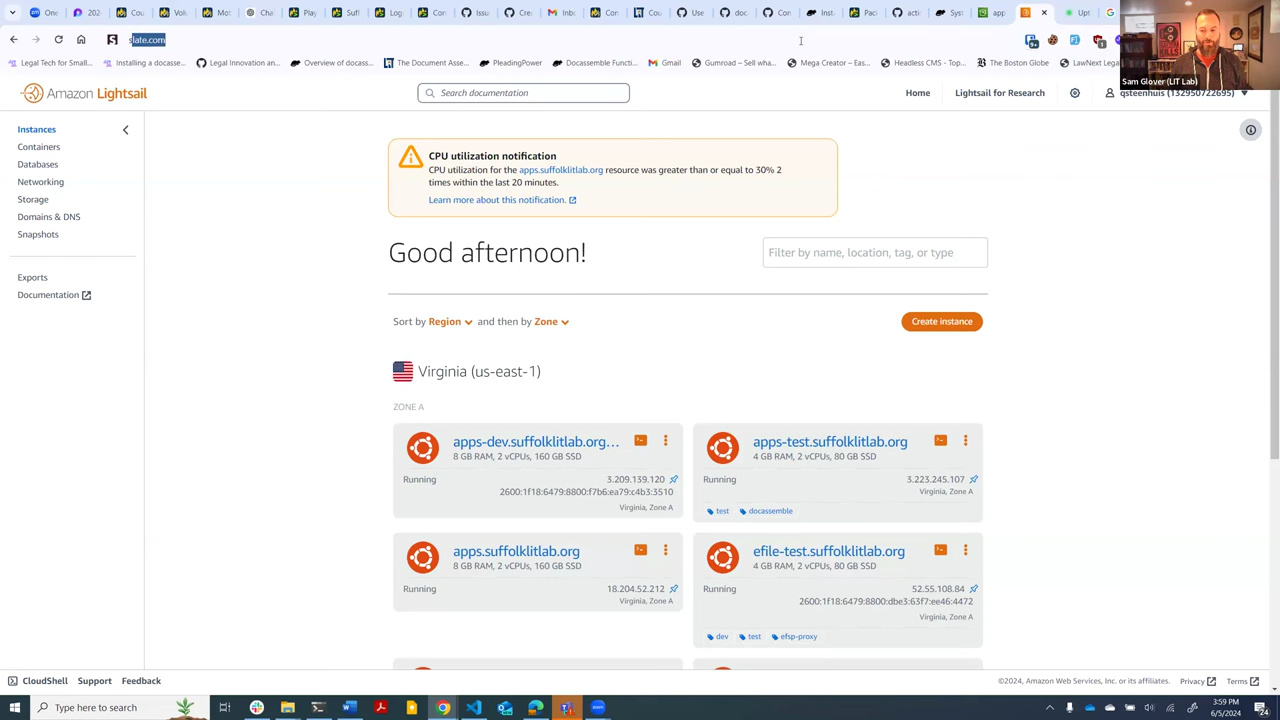 slate.com
Legal Tech for Small...
Installing a docasse...
Legal Innovation an...
Overview of docass...
The Document Asse...
PleadingPower
Docassemble Functi...
Gmail
Gumroad – Sell wha...
Mega Creator – Eas...
Headless CMS - Top...
The Boston Globe
LawNext Legal
Sam Glover (LIT Lab)
Amazon Lightsail
Search documentation
Home
Lightsail for Research
qsteenhuis (132950722695)
Instances
Containers
Databases
Networking
Storage
Domains & DNS
Snapshots
Exports
Documentation
CPU utilization notification
CPU utilization for the apps.suffolklitlab.org resource was greater than or equal to 30% 2
times within the last 20 minutes.
Learn more about this notification.
Good afternoon!
Filter by name, location, tag, or type
Sort by Region and then by Zone
Create instance
Virginia (us-east-1)
ZONE A
apps-dev.suffolklitlab.org...
8 GB RAM, 2 vCPUs, 160 GB SSD
Running
3.209.139.120
2600:1f18:6479:8800:f7b6:ea79:c4b3:3510
Virginia, Zone A
apps-test.suffolklitlab.org
4 GB RAM, 2 vCPUs, 80 GB SSD
Running
3.223.245.107
Virginia, Zone A
test docassemble
apps.suffolklitlab.org
8 GB RAM, 2 vCPUs, 160 GB SSD
Running
18.204.52.212
Virginia, Zone A
efile-test.suffolklitlab.org
4 GB RAM, 2 vCPUs, 80 GB SSD
Running
52.55.108.84
2600:1f18:6479:8800:dbe3:63f7:ee46:4472
Virginia, Zone A
dev test efsp-proxy
CloudShell Support Feedback
©2024, Amazon Web Services, Inc. or its affiliates.
Privacy
Terms
Type here to search
3:59 PM
6/5/2024
24